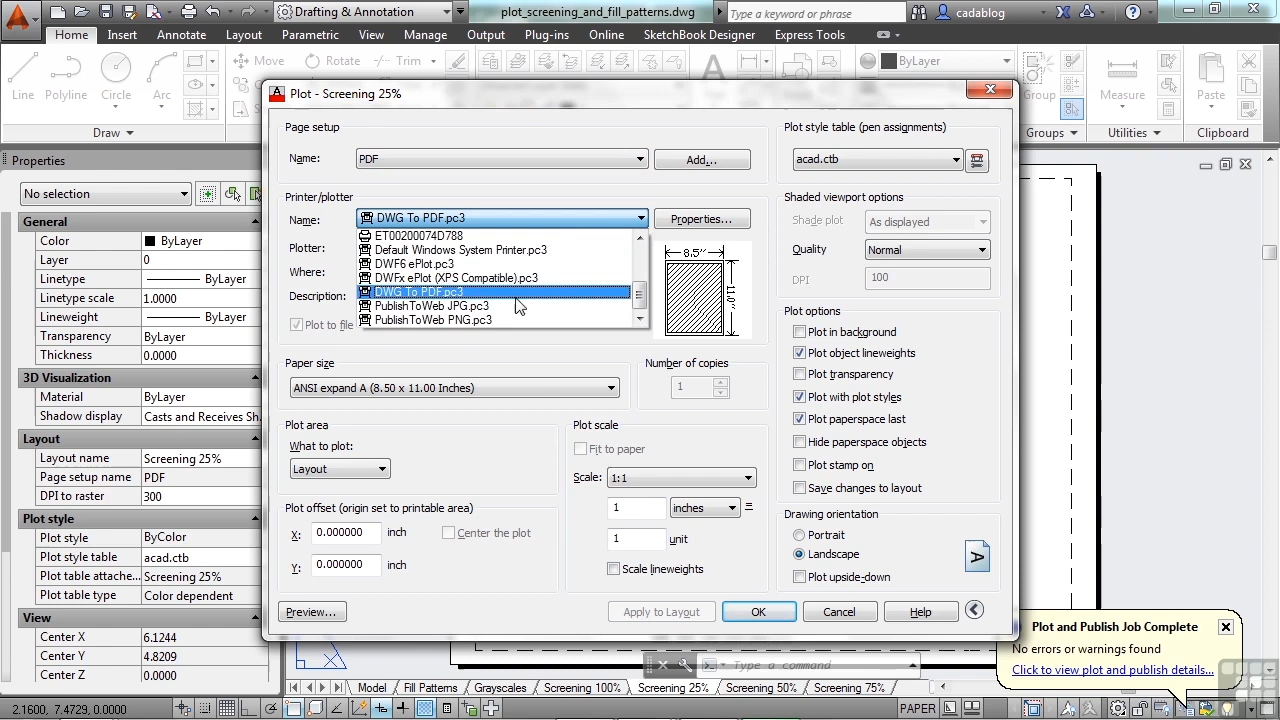 Drafting & Annotation
plot_screening_and_fill_patterns.dwg
Type a keyword or phrase
cadablog
Home Insert Annotate Layout Parametric View Manage Output Plug-ins Online SketchBook Designer Express Tools
Move Rotate Trim
ByLayer
Line Polyline Circle Arc
Group Measure Paste
Draw Groups Utilities Clipboard
Properties
No selection
General
Color ByLayer
Layer 0
Linetype ByLayer
Linetype scale 1.0000
Lineweight ByLayer
Transparency ByLayer
Thickness 0.0000
3D Visualization
Material ByLayer
Shadow display Casts and Receives Sh...
Layout
Layout name Screening 25%
Page setup name PDF
DPI to raster 300
Plot style
Plot style ByColor
Plot style table acad.ctb
Plot table attache... Screening 25%
Plot table type Color dependent
View
Center X 6.1244
Center Y 4.8209
Center Z 0.0000
Plot - Screening 25%
Page setup
Name: PDF
Add...
Printer/plotter
Name: DWG To PDF.pc3
Properties...
Plotter:
Where:
Description:
Plot to file
ET00200074D788
Default Windows System Printer.pc3
DWF6 ePlot.pc3
DWFx ePlot (XPS Compatible).pc3
DWG To PDF.pc3
PublishToWeb JPG.pc3
PublishToWeb PNG.pc3
8.5''
11.0''
Paper size
ANSI expand A (8.50 x 11.00 Inches)
Number of copies
1
Plot area
What to plot:
Layout
Plot offset (origin set to printable area)
X: 0.000000 inch
Center the plot
Y: 0.000000 inch
Plot scale
Fit to paper
Scale: 1:1
1 inches =
1 unit
Scale lineweights
Plot style table (pen assignments)
acad.ctb
Shaded viewport options
Shade plot As displayed
Quality Normal
DPI 100
Plot options
Plot in background
Plot object lineweights
Plot transparency
Plot with plot styles
Plot paperspace last
Hide paperspace objects
Plot stamp on
Save changes to layout
Drawing orientation
Portrait
Landscape
Plot upside-down
A
Preview... Apply to Layout OK Cancel Help
Plot and Publish Job Complete
No errors or warnings found
Click to view plot and publish details...
Type a command
Model Fill Patterns Grayscales Screening 100% Screening 25% Screening 50% Screening 75%
2.1600, 7.4729, 0.0000
PAPER